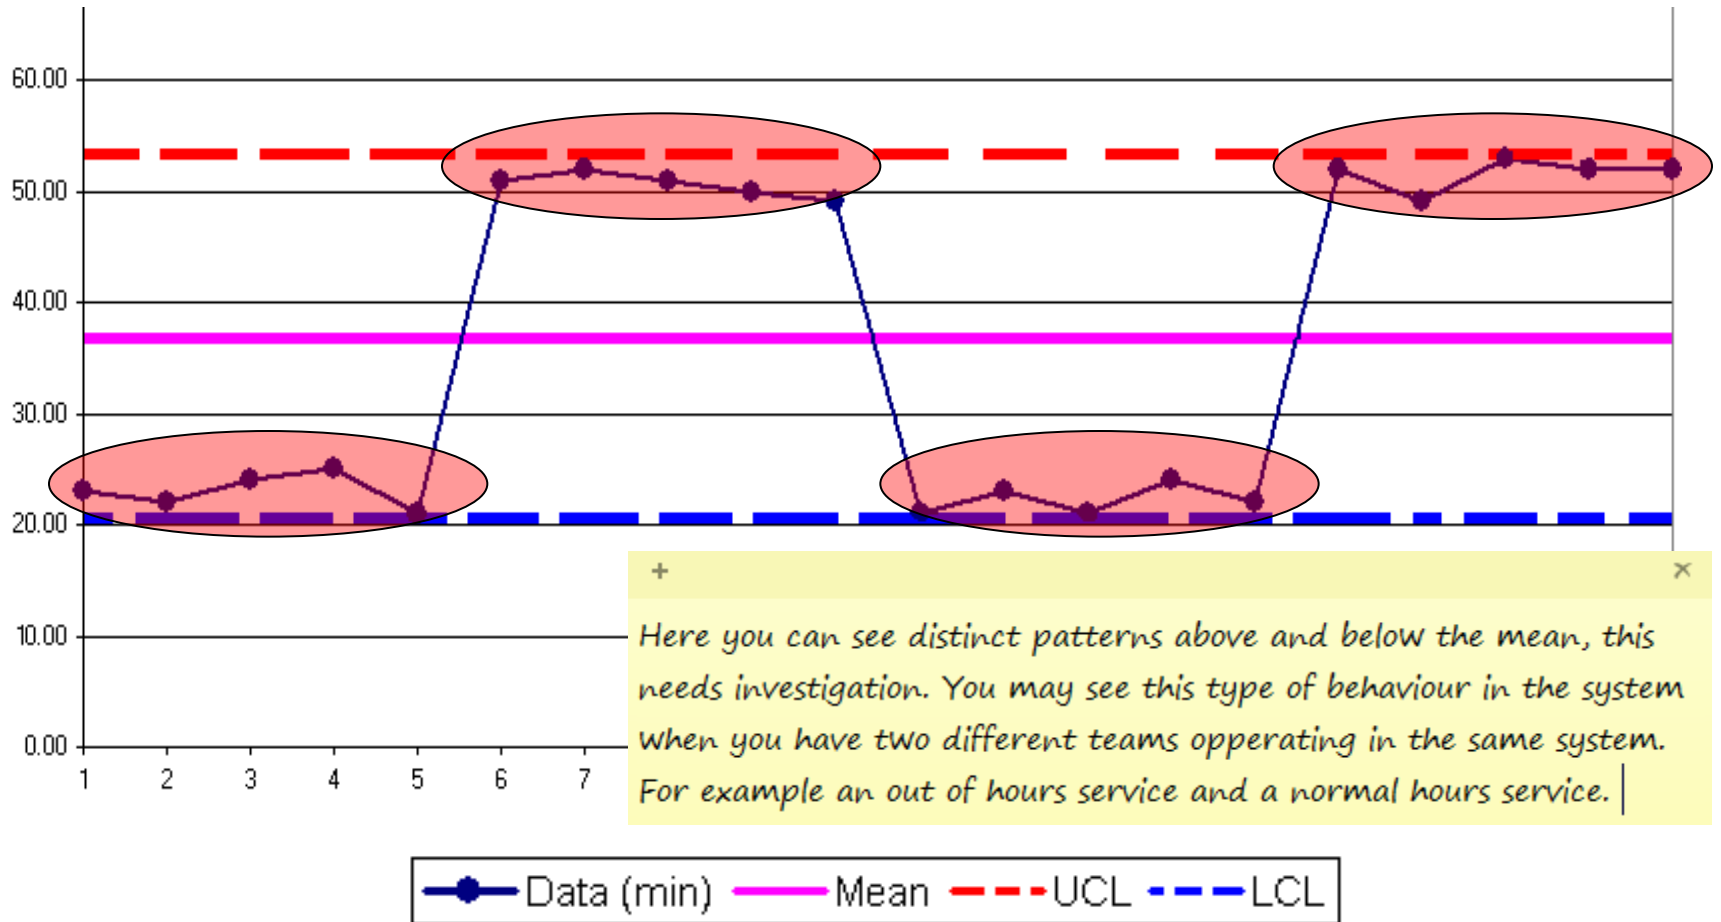 60.00
50.00
40.00
30.00
20.00
10.00
0.00
1 2 3 4 5 6 7
+ ×
Here you can see distinct patterns above and below the mean, this
needs investigation. You may see this type of behaviour in the system
when you have two different teams opperating in the same system.
For example an out of hours service and a normal hours service.
Data (min) Mean UCL LCL